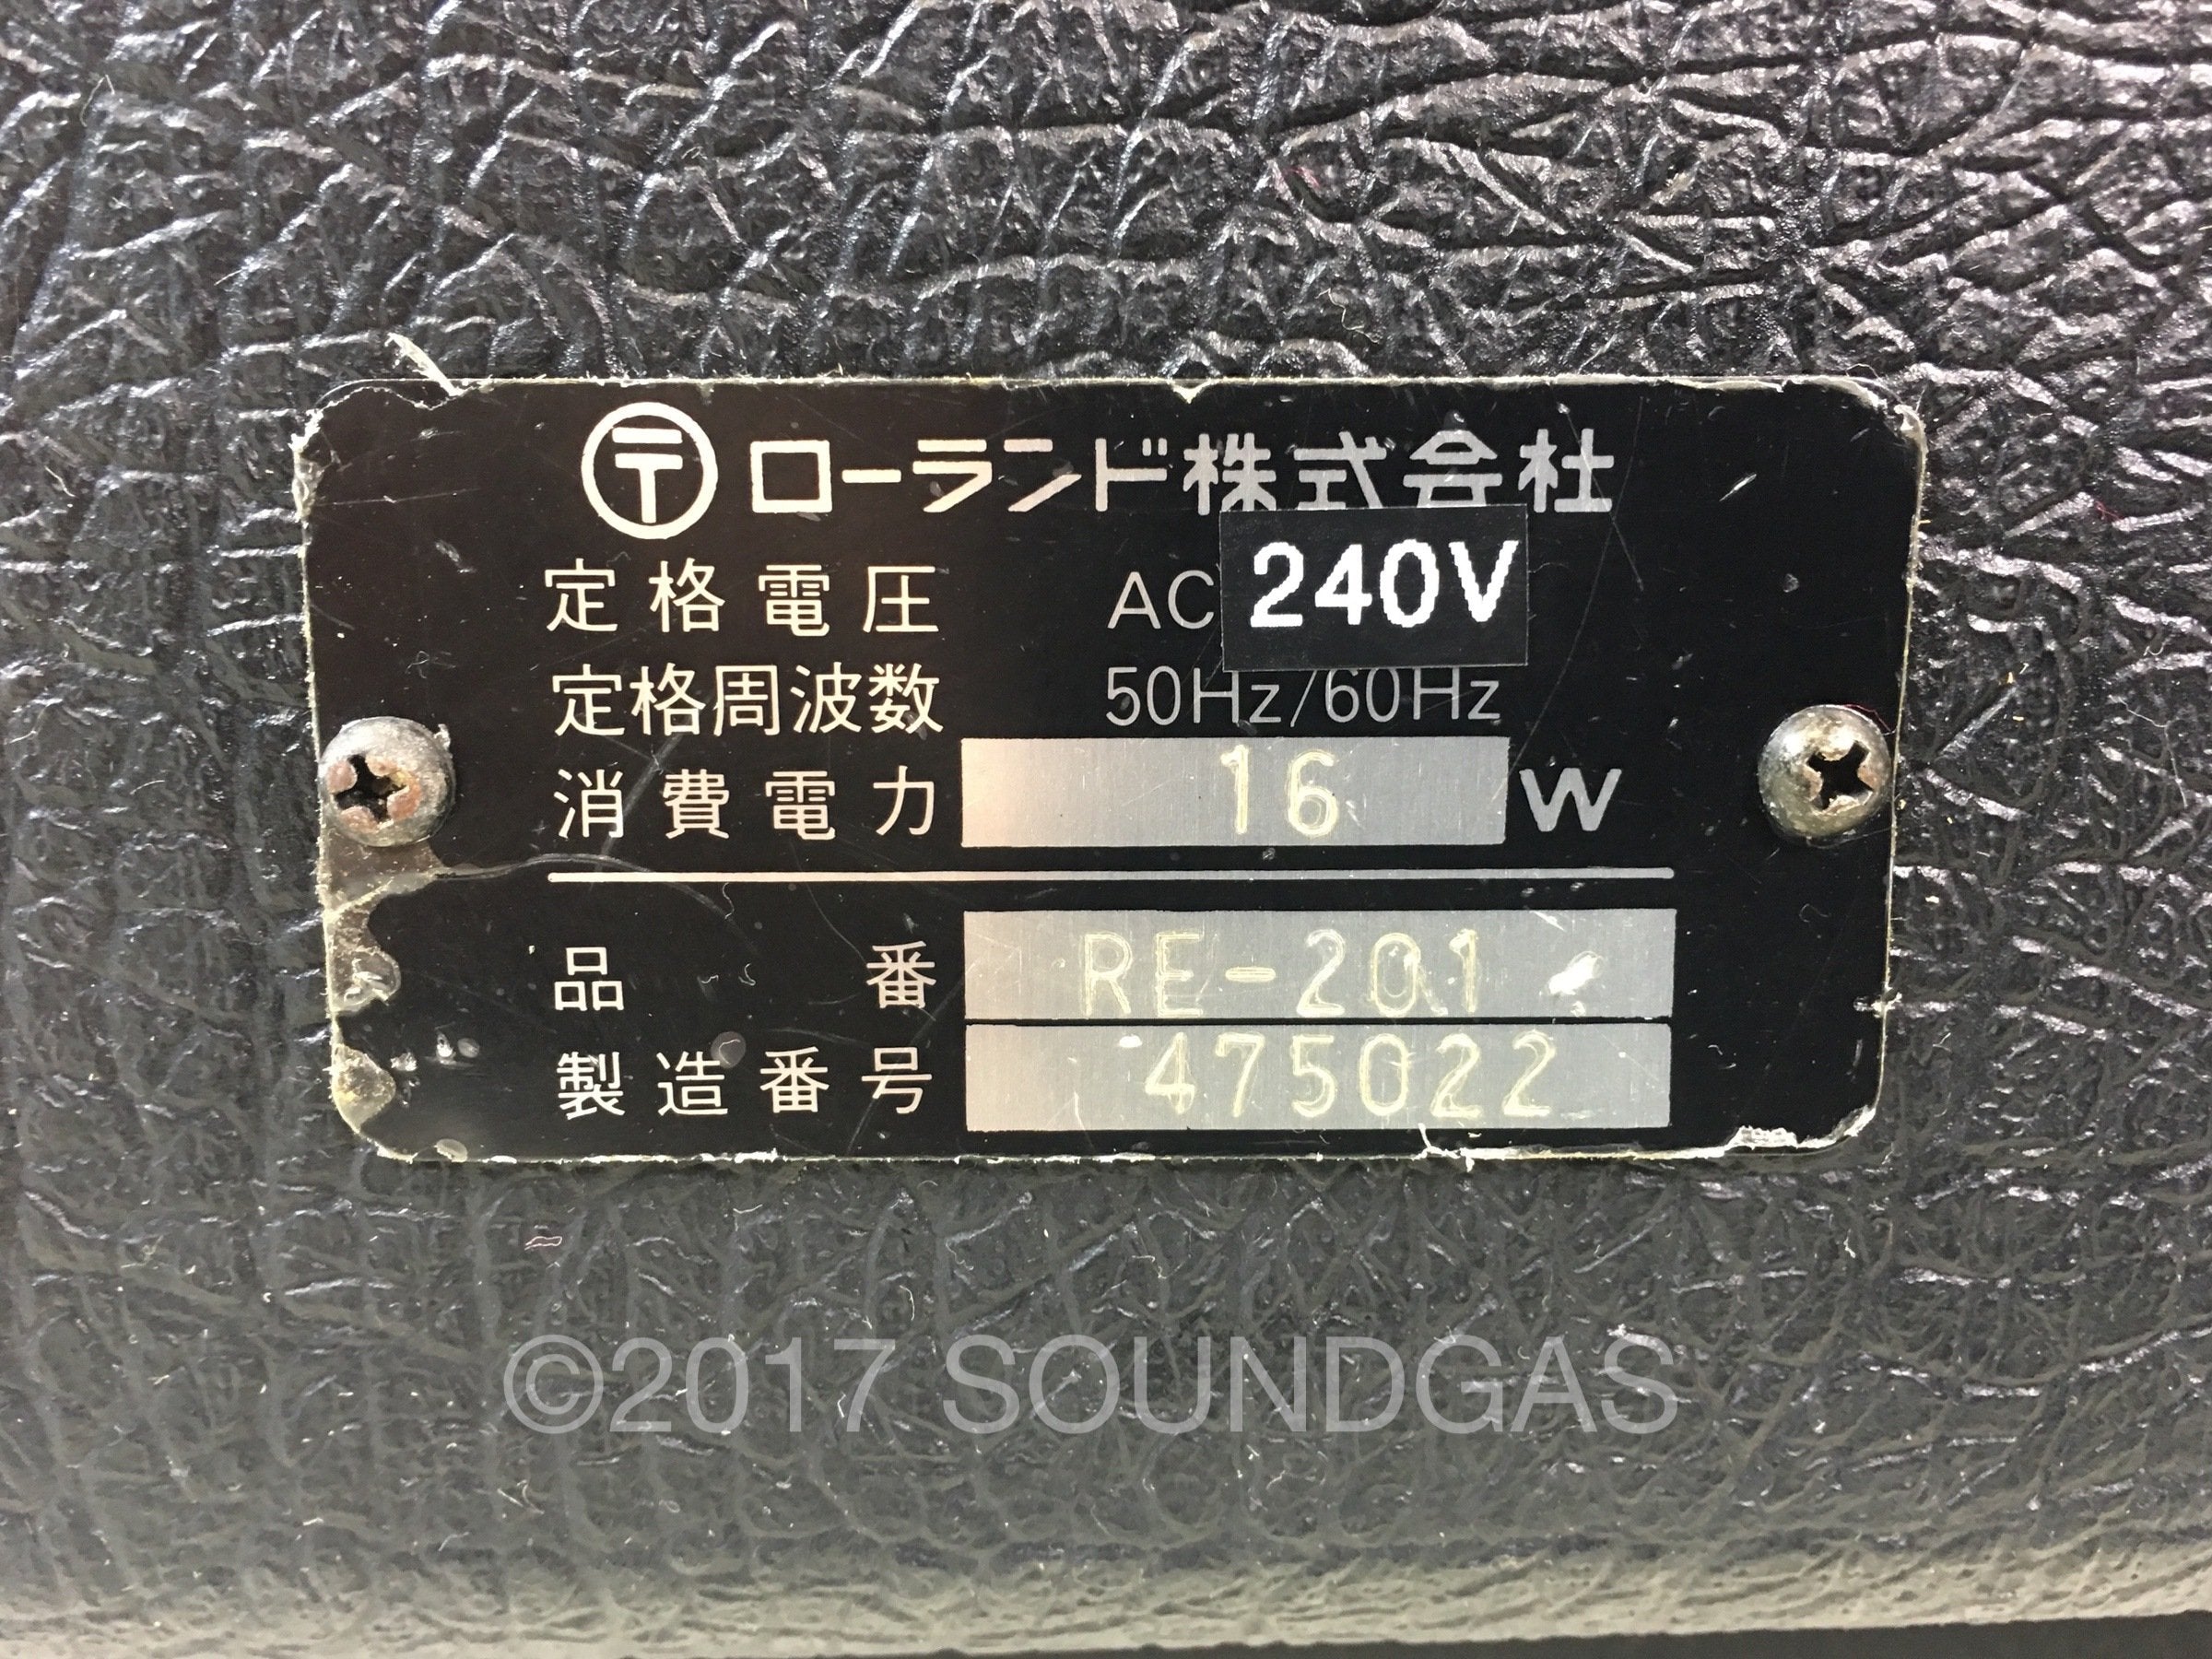 〶 ローランド株式会社
定格電圧 AC 240V
定格周波数 50Hz/60Hz
消費電力 16 W
品番 RE-201
製造番号 475022
©2017 SOUNDGAS